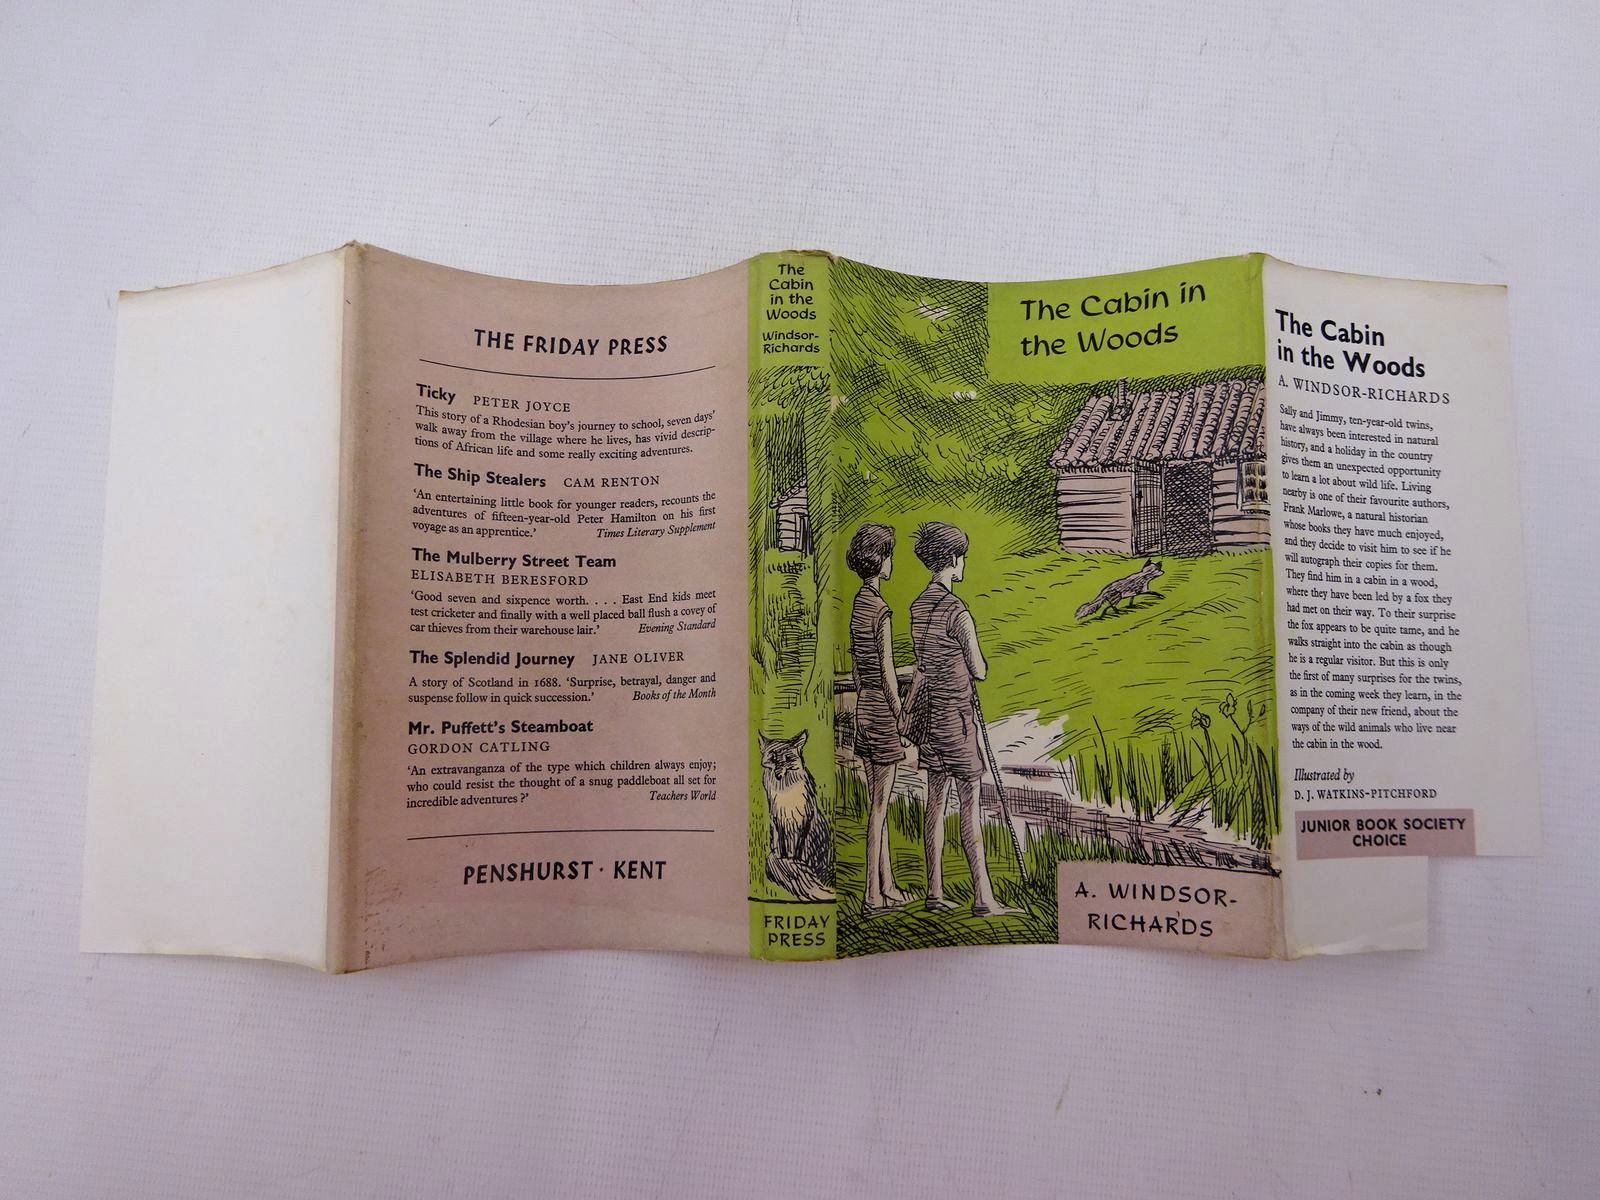 THE FRIDAY PRESS
Ticky PETER JOYCE
This story of a Rhodesian boy's journey to school, seven days'
walk away from the village where he lives, has vivid descrip-
tions of African life and some really exciting adventures.
The Ship Stealers CAM RENTON
'An entertaining little book for younger readers, recounts the
adventures of fifteen-year-old Peter Hamilton on his first
voyage as an apprentice.' Times Literary Supplement
The Mulberry Street Team
ELISABETH BERESFORD
'Good seven and sixpence worth. . . . East End kids meet
test cricketer and finally with a well placed ball flush a covey of
car thieves from their warehouse lair.' Evening Standard
The Splendid Journey JANE OLIVER
A story of Scotland in 1688. 'Surprise, betrayal, danger and
suspense follow in quick succession.' Books of the Month
Mr. Puffett's Steamboat
GORDON CATLING
'An extravaganza of the type which children always enjoy;
who could resist the thought of a snug paddleboat all set for
incredible adventures?' Teachers World
PENSHURST · KENT
The
Cabin
in the
Woods
Windsor-
Richards
FRIDAY
PRESS
The Cabin in
the Woods
A. WINDSOR-
RICHARDS
The Cabin
in the Woods
A. WINDSOR-RICHARDS
Sally and Jimmy, ten-year-old twins,
have always been interested in natural
history, and a holiday in the country
gives them an unexpected opportunity
to learn a lot about wild life. Living
nearby is one of their favourite authors,
Frank Marlowe, a natural historian
whose books they have much enjoyed,
and they decide to visit him to see if he
will autograph their copies for them.
They find him in a cabin in a wood,
where they have been led by a fox they
had met on their way. To their surprise
the fox appears to be quite tame, and he
walks straight into the cabin as though
he is a regular visitor. But this is only
the first of many surprises for the twins,
as in the coming week they learn, in the
company of their new friend, about the
ways of the wild animals who live near
the cabin in the wood.
Illustrated by
D. J. WATKINS-PITCHFORD
JUNIOR BOOK SOCIETY
CHOICE